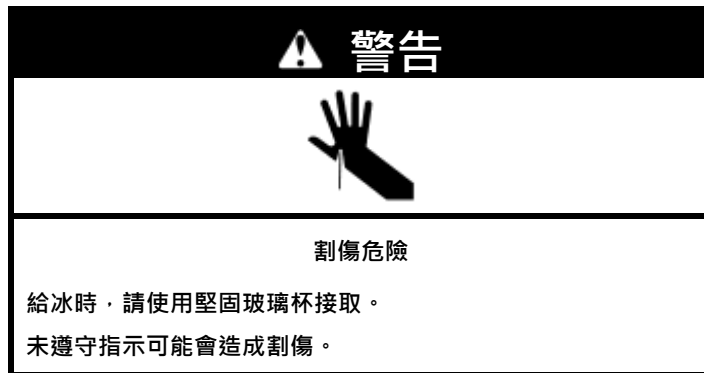 警告
割傷危險
給冰時，請使用堅固玻璃杯接取。
未遵守指示可能會造成割傷。